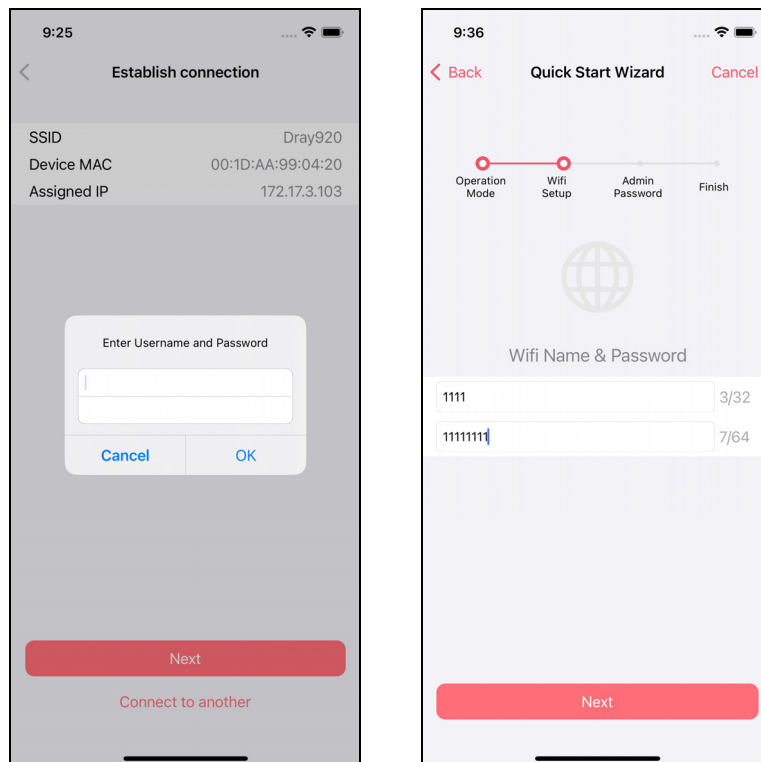 9:25
Establish connection
SSID Dray920
Device MAC 00:1D:AA:99:04:20
Assigned IP 172.17.3.103
Enter Username and Password
Cancel OK
Next
Connect to another
9:36
Back Quick Start Wizard Cancel
Operation Mode
Wifi Setup
Admin Password
Finish
Wifi Name & Password
1111 3/32
11111111 7/64
Next